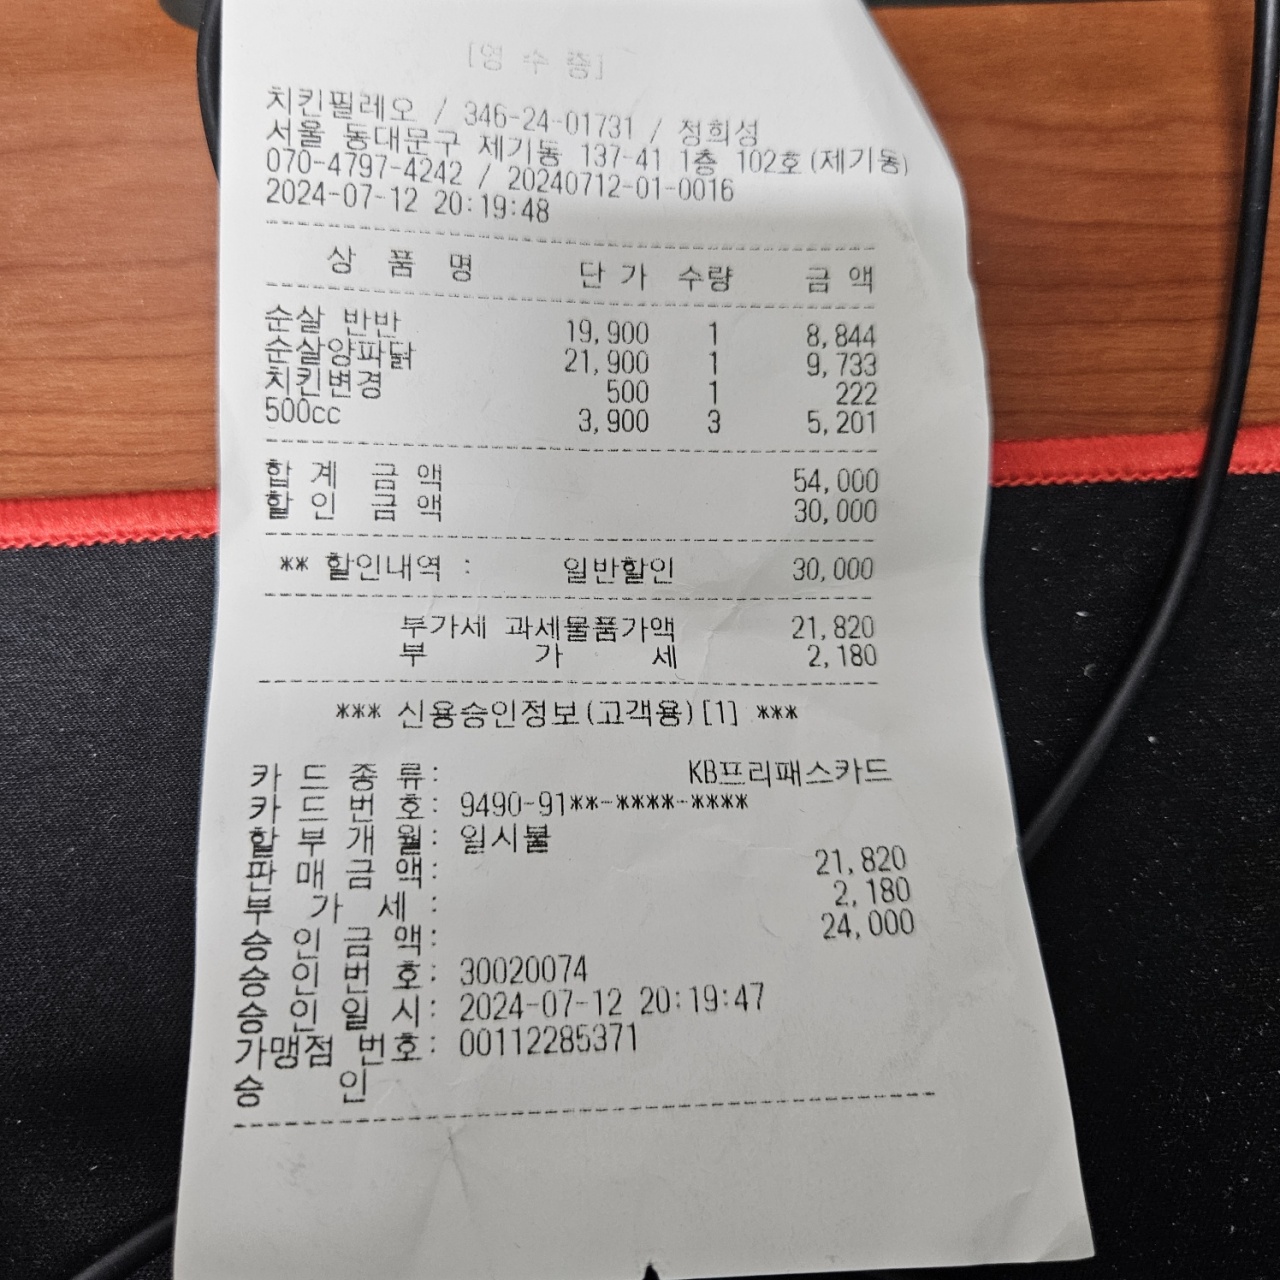 [영 수 증]
치킨필레오 / 346-24-01731 / 정희성
서울 동대문구 제기동 137-41 1층 102호(제기동)
070-4797-4242 / 20240712-01-0016
2024-07-12 20:19:48
상 품 명 단 가 수량 금 액
순살 반반 19,900 1 8,844
순살양파닭 21,900 1 9,733
치킨변경 500 1 222
500cc 3,900 3 5,201
합 계 금 액 54,000
할 인 금 액 30,000
** 할인내역 : 일반할인 30,000
부가세 과세물품가액 21,820
부 가 세 2,180
*** 신용승인정보(고객용)[1] ***
카 드 종 류: KB프리패스카드
카 드 번 호: 9490-91**-****-****
할 부 개 월: 일시불
판 매 금 액: 21,820
부 가 세 : 2,180
승 인 금 액: 24,000
승 인 번 호: 30020074
승 인 일 시: 2024-07-12 20:19:47
가맹점 번호: 00112285371
승 인